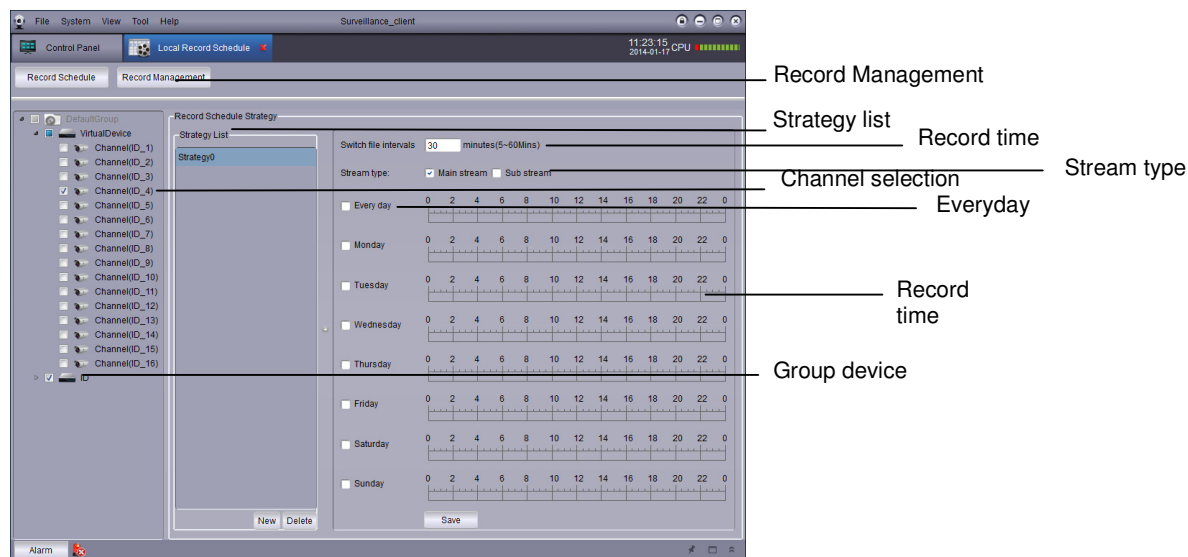 File System View Tool Help Surveillance_client
Control Panel Local Record Schedule 11:23:15 CPU
2014-01-17
Record Schedule Record Management
Record Management
DefaultGroup
VirtualDevice
Channel(ID_1)
Channel(ID_2)
Channel(ID_3)
Channel(ID_4)
Channel(ID_5)
Channel(ID_6)
Channel(ID_7)
Channel(ID_8)
Channel(ID_9)
Channel(ID_10)
Channel(ID_11)
Channel(ID_12)
Channel(ID_13)
Channel(ID_14)
Channel(ID_15)
Channel(ID_16)
ID
Record Schedule Strategy
Strategy List
Strategy0
New Delete
Switch file intervals 30 minutes(5~60Mins)
Stream type: Main stream Sub stream
0 2 4 6 8 10 12 14 16 18 20 22 0
Every day
0 2 4 6 8 10 12 14 16 18 20 22 0
Monday
0 2 4 6 8 10 12 14 16 18 20 22 0
Tuesday
0 2 4 6 8 10 12 14 16 18 20 22 0
Wednesday
0 2 4 6 8 10 12 14 16 18 20 22 0
Thursday
0 2 4 6 8 10 12 14 16 18 20 22 0
Friday
0 2 4 6 8 10 12 14 16 18 20 22 0
Saturday
0 2 4 6 8 10 12 14 16 18 20 22 0
Sunday
Save
Strategy list
Record time
Stream type
Channel selection
Everyday
Record
time
Group device
Alarm